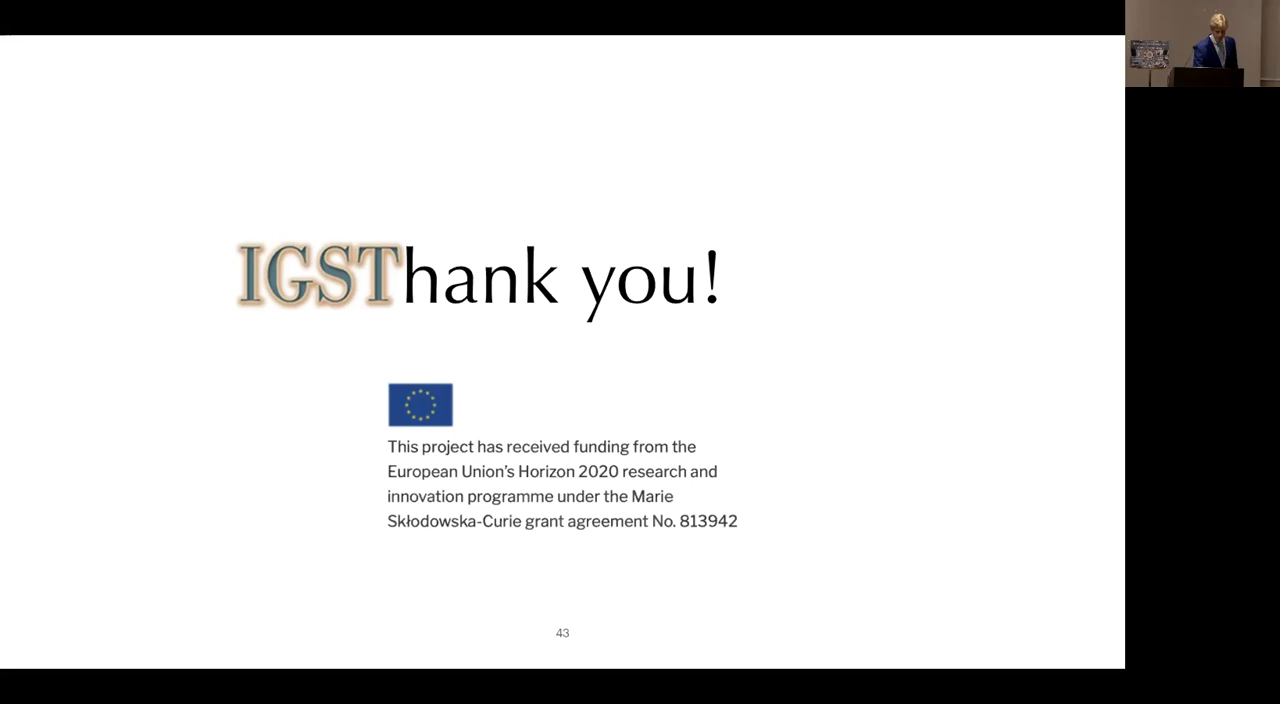 IGSThank you!
This project has received funding from the
European Union's Horizon 2020 research and
innovation programme under the Marie
Skłodowska-Curie grant agreement No. 813942
43